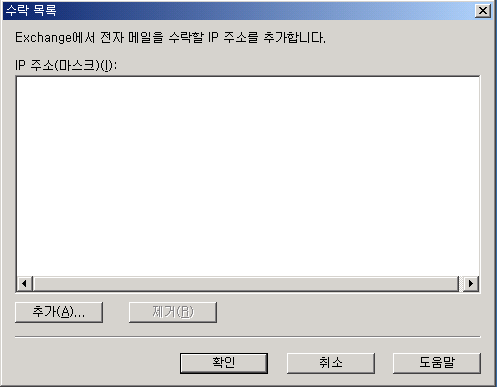 수락 목록
Exchange에서 전자 메일을 수락할 IP 주소를 추가합니다.
IP 주소(마스크)(I):
추가(A)...
제거(R)
확인
취소
도움말